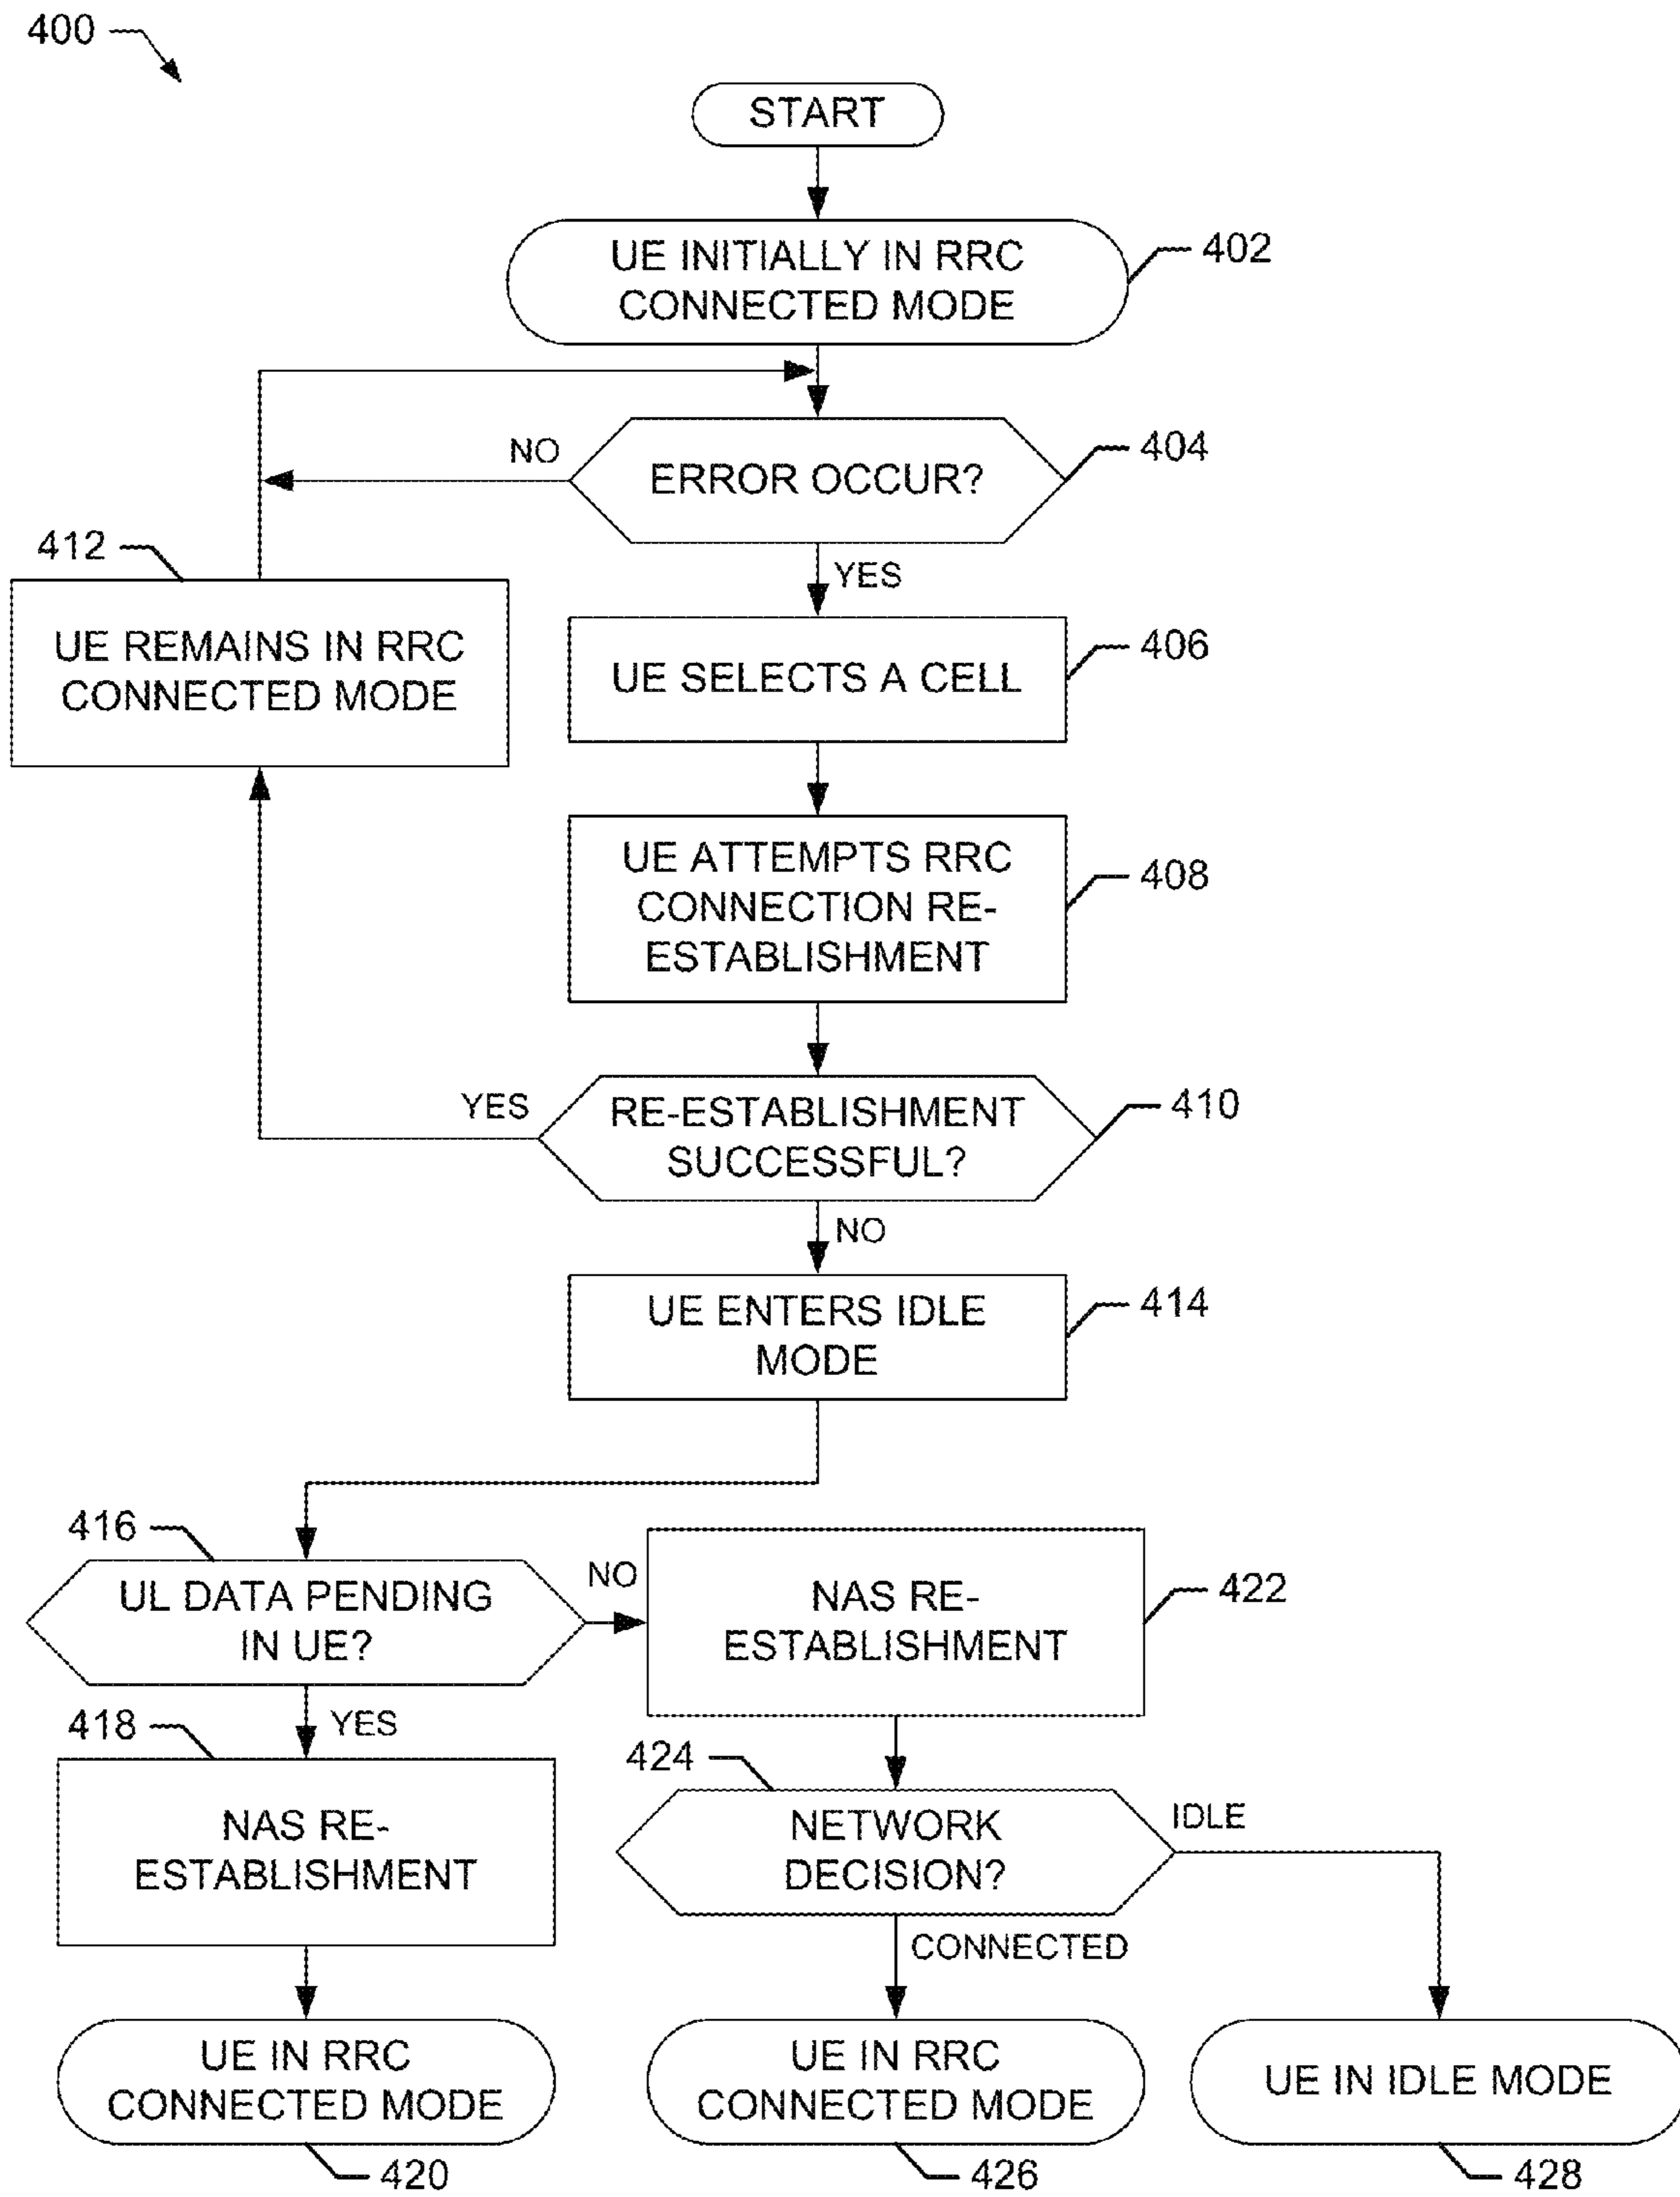 400
START
UE INITIALLY IN RRC
CONNECTED MODE
402
NO
ERROR OCCUR?
404
412
YES
UE REMAINS IN RRC
CONNECTED MODE
UE SELECTS A CELL
406
UE ATTEMPTS RRC
CONNECTION RE-
ESTABLISHMENT
408
YES
RE-ESTABLISHMENT
SUCCESSFUL?
410
NO
UE ENTERS IDLE
MODE
414
416
UL DATA PENDING
IN UE?
NO
NAS RE-
ESTABLISHMENT
422
YES
418
NAS RE-
ESTABLISHMENT
424
NETWORK
DECISION?
IDLE
CONNECTED
UE IN RRC
CONNECTED MODE
420
UE IN RRC
CONNECTED MODE
426
UE IN IDLE MODE
428